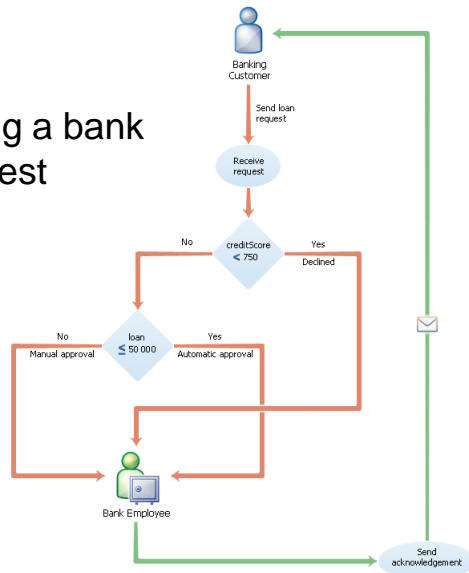 Banking
Customer
g a bank
est
Send loan
request
Receive
request
No
creditScore
< 750
Yes
Declined
No
Manual approval
loan
≤ 50 000
Yes
Automatic approval
Bank Employee
Send
acknowledgement